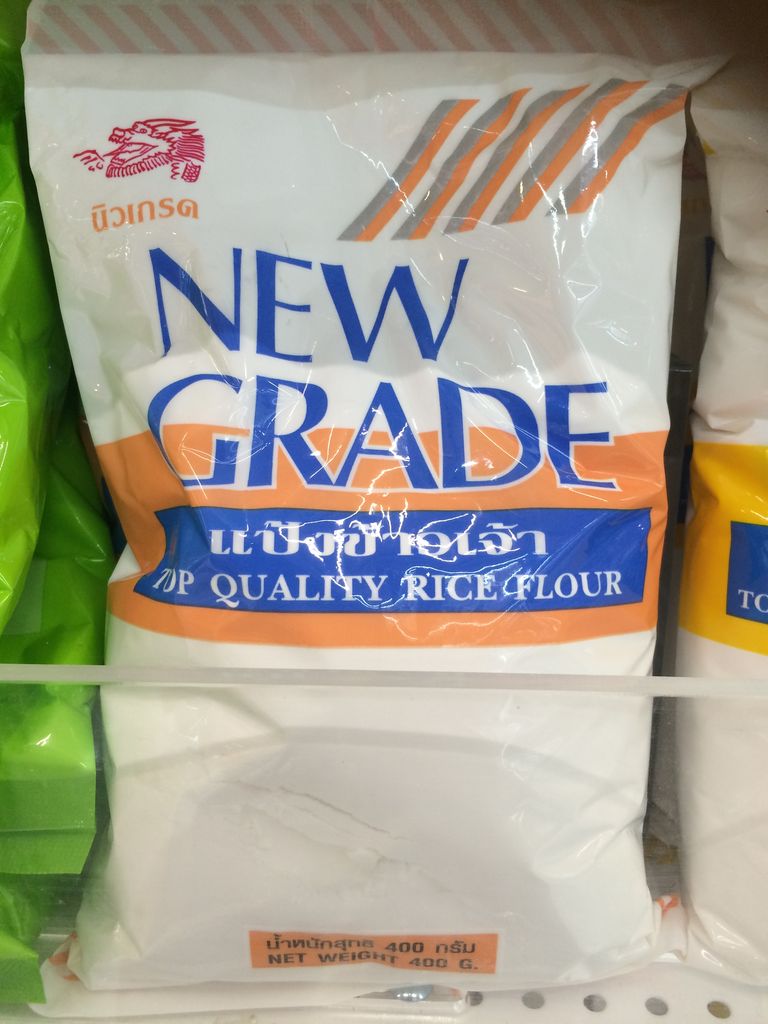 นิวเกรด
NEW
GRADE
แป้งข้าวเจ้า
TOP QUALITY RICE FLOUR
TO
น้ำหนักสุทธิ 400 กรัม
NET WEIGHT 400 G.